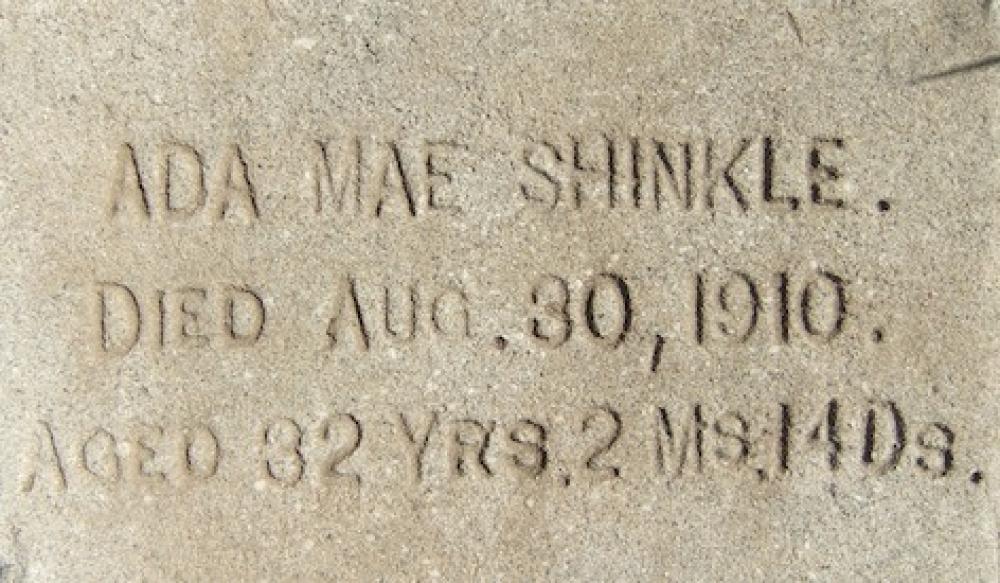 ADA MAE SHINKLE.
DIED AUG. 30, 1910.
AGED 32 YRS. 2 MS. 14 DS.